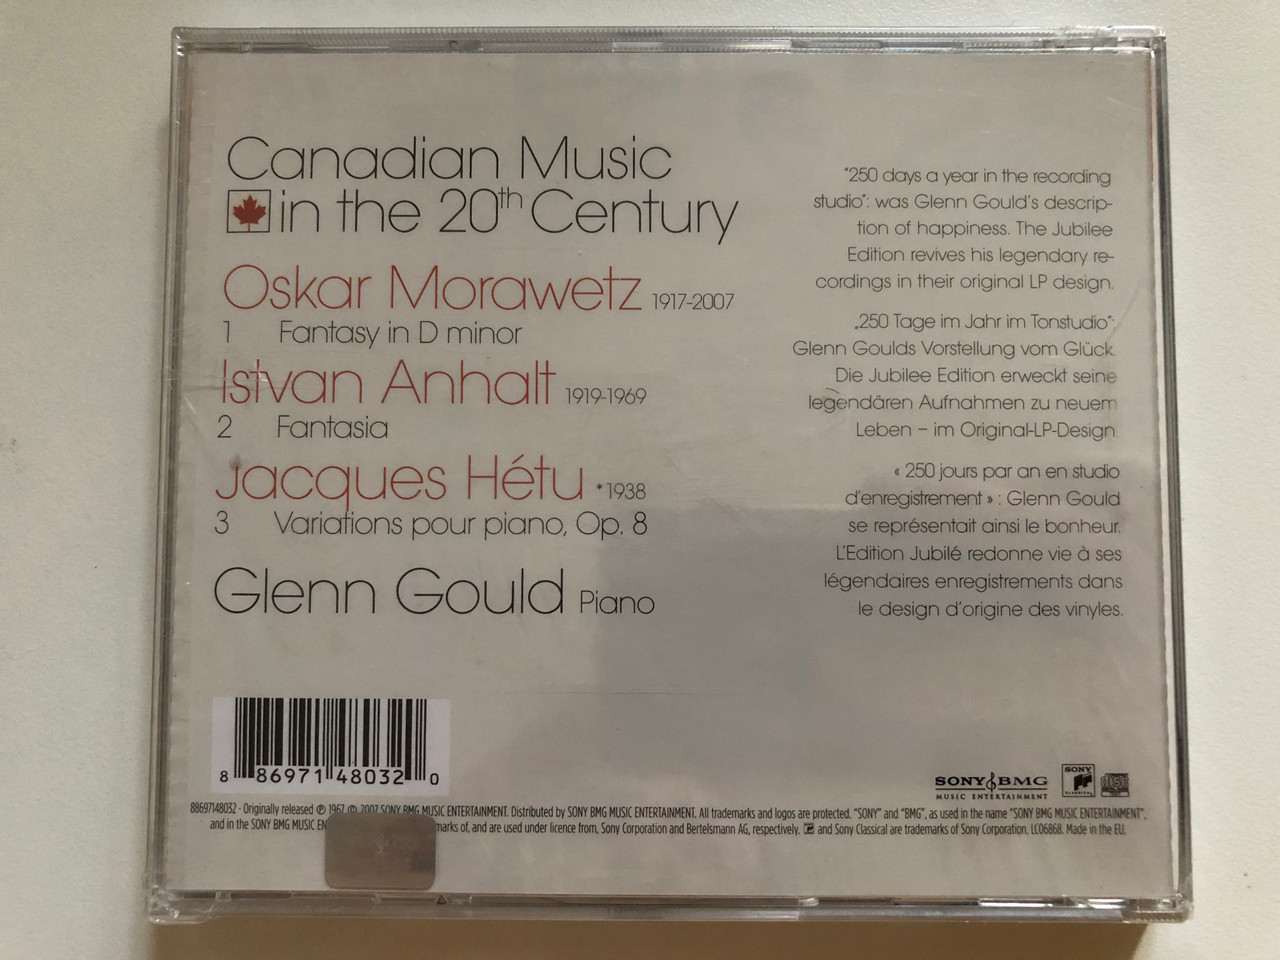 Canadian Music
in the 20th Century
Oskar Morawetz 1917-2007
1 Fantasy in D minor
Istvan Anhalt 1919-1969
2 Fantasia
Jacques Hétu *1938
3 Variations pour piano, Op. 8
Glenn Gould Piano
"250 days a year in the recording
studio": was Glenn Gould's descrip-
tion of happiness. The Jubilee
Edition revives his legendary re-
cordings in their original LP design.
„250 Tage im Jahr im Tonstudio":
Glenn Goulds Vorstellung vom Glück.
Die Jubilee Edition erweckt seine
legendären Aufnahmen zu neuem
Leben – im Original-LP-Design
« 250 jours par an en studio
d'enregistrement » : Glenn Gould
se représentait ainsi le bonheur.
L'Edition Jubilé redonne vie à ses
légendaires enregistrements dans
le design d'origine des vinyles.
8 86971 48032 0
SONY BMG
MUSIC ENTERTAINMENT
SONY
CLASSICAL
88697148032 · Originally released ℗ 1967, © 2007 SONY BMG MUSIC ENTERTAINMENT. Distributed by SONY BMG MUSIC ENTERTAINMENT. All trademarks and logos are protected. "SONY" and "BMG", as used in the name "SONY BMG MUSIC ENTERTAINMENT",
and in the SONY BMG MUSIC marks of, and are used under licence from, Sony Corporation and Bertelsmann AG, respectively. and Sony Classical are trademarks of Sony Corporation. LC06868. Made in the EU.